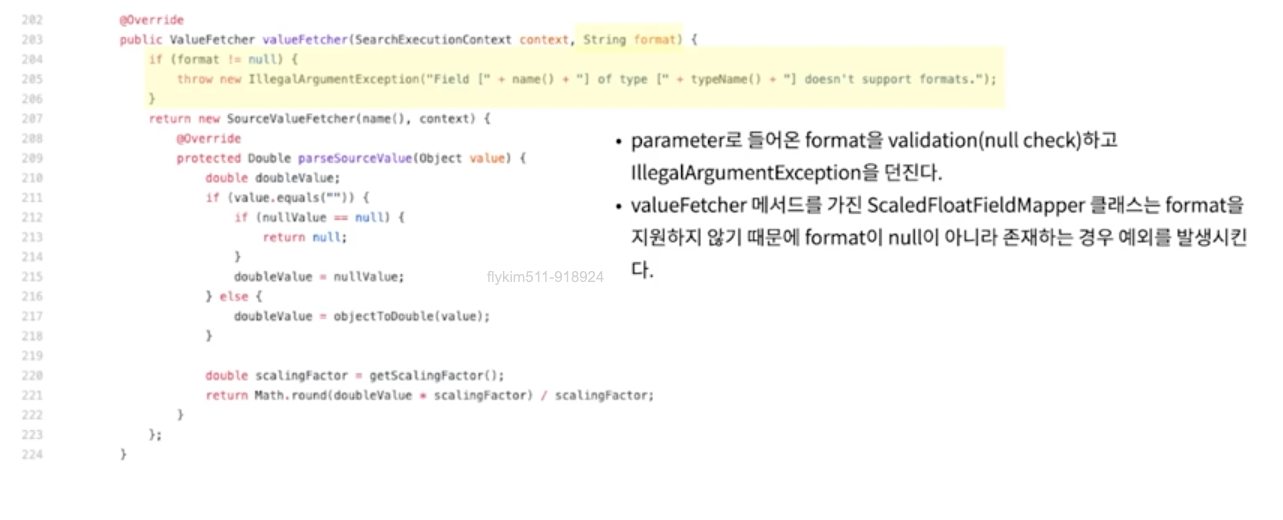 202 @Override
203 public ValueFetcher valueFetcher(SearchExecutionContext context, String format) {
204 if (format != null) {
205 throw new IllegalArgumentException("Field [" + name() + "] of type [" + typeName() + "] doesn't support formats.");
206 }
207 return new SourceValueFetcher(name(), context) {
208 @Override
209 protected Double parseSourceValue(Object value) {
210 double doubleValue;
211 if (value.equals("")) {
212 if (nullValue == null) {
213 return null;
214 }
215 doubleValue = nullValue;
216 } else {
217 doubleValue = objectToDouble(value);
218 }
219
220 double scalingFactor = getScalingFactor();
221 return Math.round(doubleValue * scalingFactor) / scalingFactor;
222 }
223 };
224 }
• parameter로 들어온 format을 validation(null check)하고
IllegalArgumentException을 던진다.
• valueFetcher 메서드를 가진 ScaledFloatFieldMapper 클래스는 format을
지원하지 않기 때문에 format이 null이 아니라 존재하는 경우 예외를 발생시킨
다.
flykim511-918924